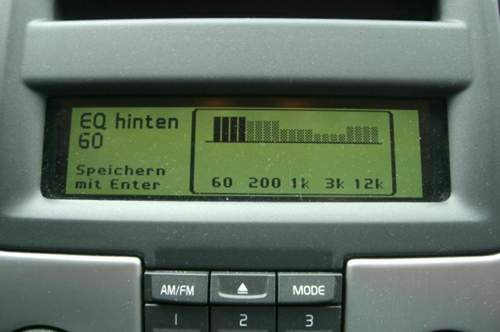 EQ hinten
60
Speichern
mit Enter
60 200 1k 3k 12k
AM/FM MODE
1 2 3